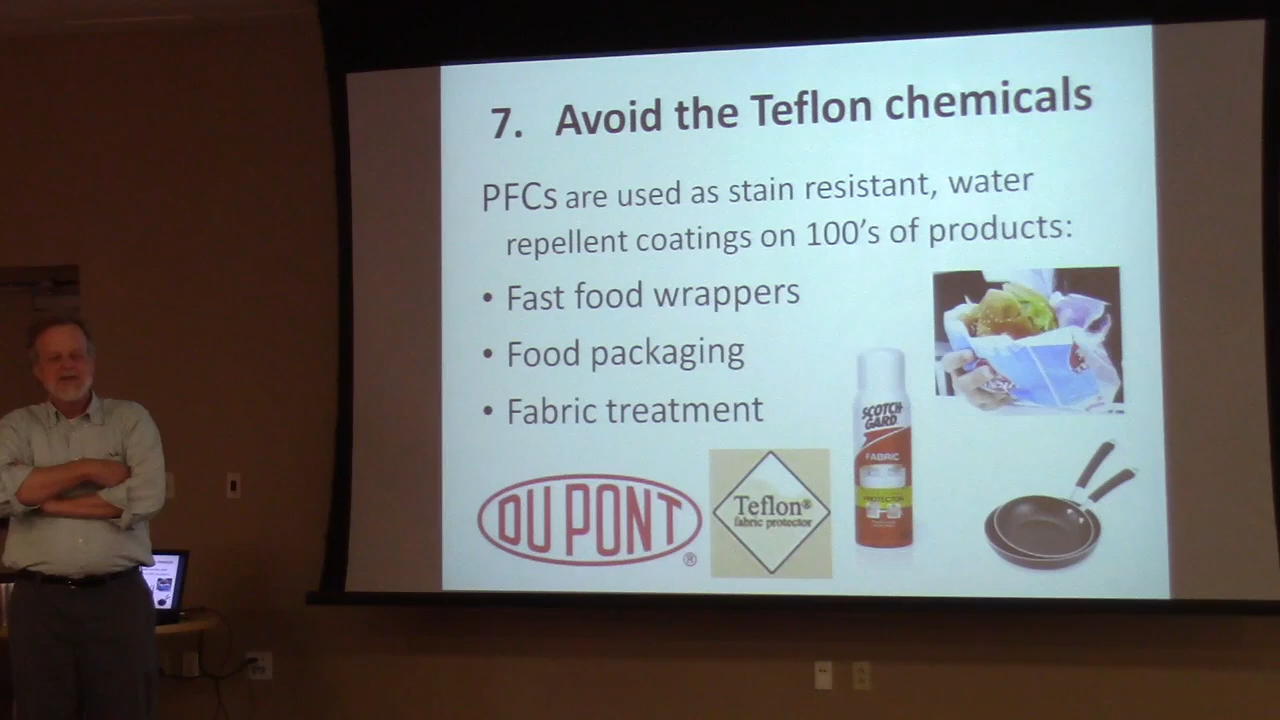 7. Avoid the Teflon chemicals
PFCs are used as stain resistant, water
repellent coatings on 100's of products:
• Fast food wrappers
• Food packaging
• Fabric treatment
DU PONT
®
Teflon®
fabric protector
SCOTCH
GARD
FABRIC
PROTECTOR